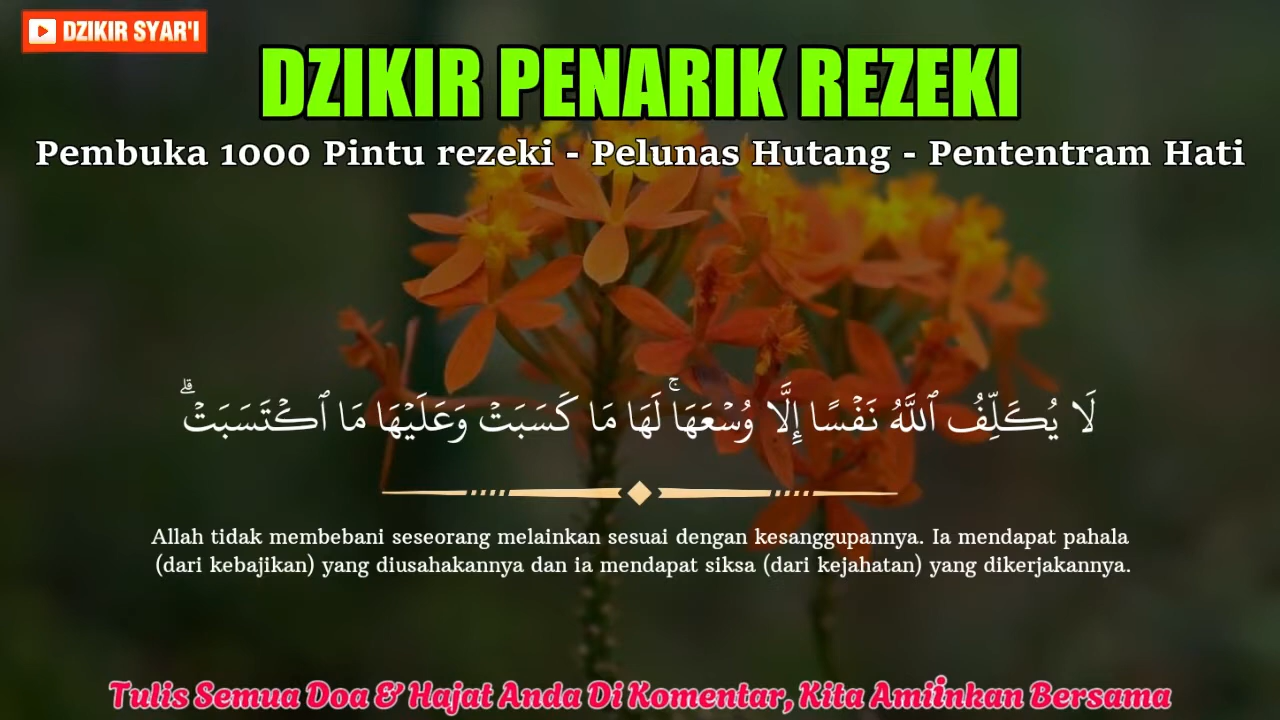 DZIKIR SYAR'I
DZIKIR PENARIK REZEKI
Pembuka 1000 Pintu rezeki - Pelunas Hutang - Pententram Hati
لَا يُكَلِّفُ ٱللَّهُ نَفْسًا إِلَّا وُسْعَهَا ۚ لَهَا مَا كَسَبَتْ وَعَلَيْهَا مَا ٱكْتَسَبَتْ ۗ
Allah tidak membebani seseorang melainkan sesuai dengan kesanggupannya. Ia mendapat pahala
(dari kebajikan) yang diusahakannya dan ia mendapat siksa (dari kejahatan) yang dikerjakannya.
Tulis Semua Doa & Hajat Anda Di Komentar, Kita Amiinkan Bersama